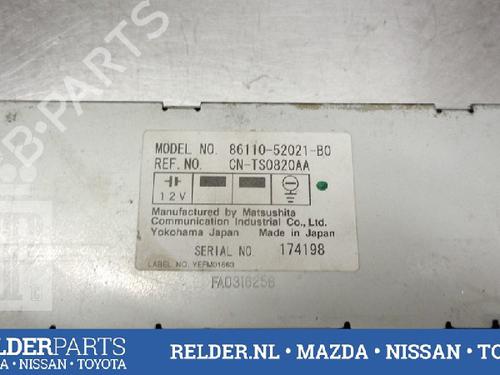 MODEL NO. 86110-52021-B0
REF. NO. CN-TS0820AA
12V
Manufactured by Matsushita
Communication Industrial Co., Ltd.
Yokohama Japan Made in Japan
SERIAL NO. 174198
LABEL NO. YEFM01663
FA0316256
RELDERPARTS
MAZDA • NISSAN • TOYOTA
RELDER.NL • MAZDA • NISSAN • TO